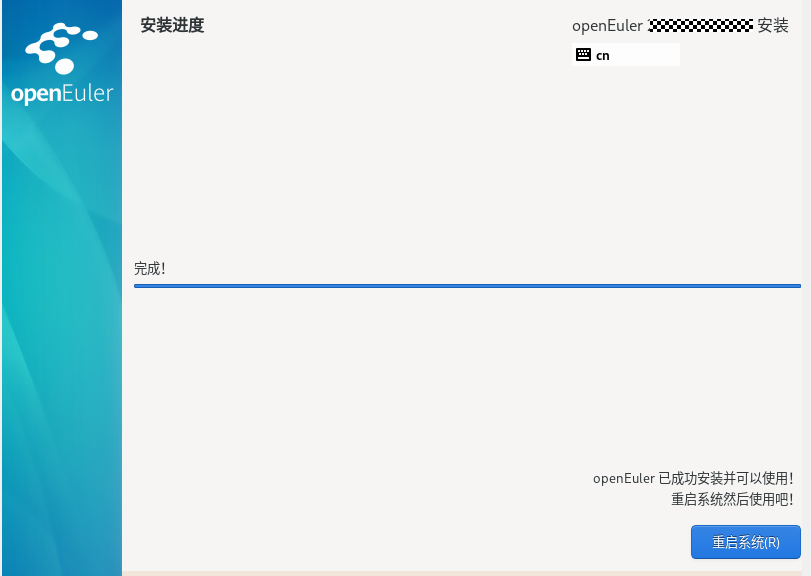 openEuler
安装进度
openEuler 安装
cn
完成!
openEuler 已成功安装并可以使用!
重启系统然后使用吧!
重启系统(R)